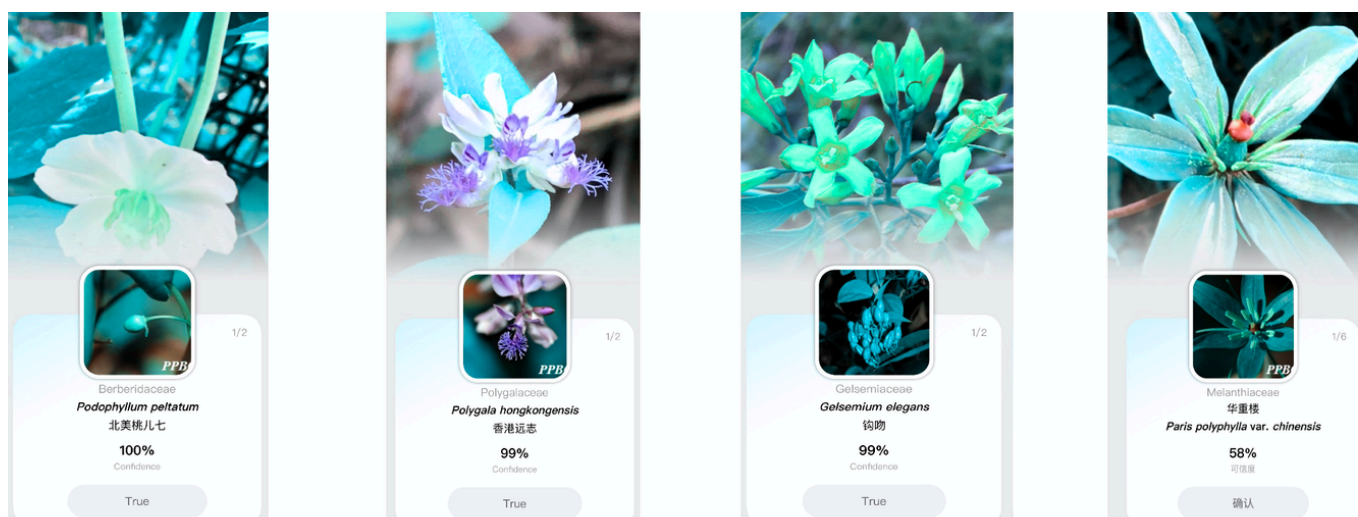 1/2
PPB
Berberidaceae
Podophyllum peltatum
北美桃儿七
100%
Confidence
True
1/2
PPB
Polygalaceae
Polygala hongkongensis
香港远志
99%
Confidence
True
1/2
Gelsemiaceae
Gelsemium elegans
钩吻
99%
Confidence
True
1/6
PPB
Melanthiaceae
华重楼
Paris polyphylla var. chinensis
58%
可信度
确认